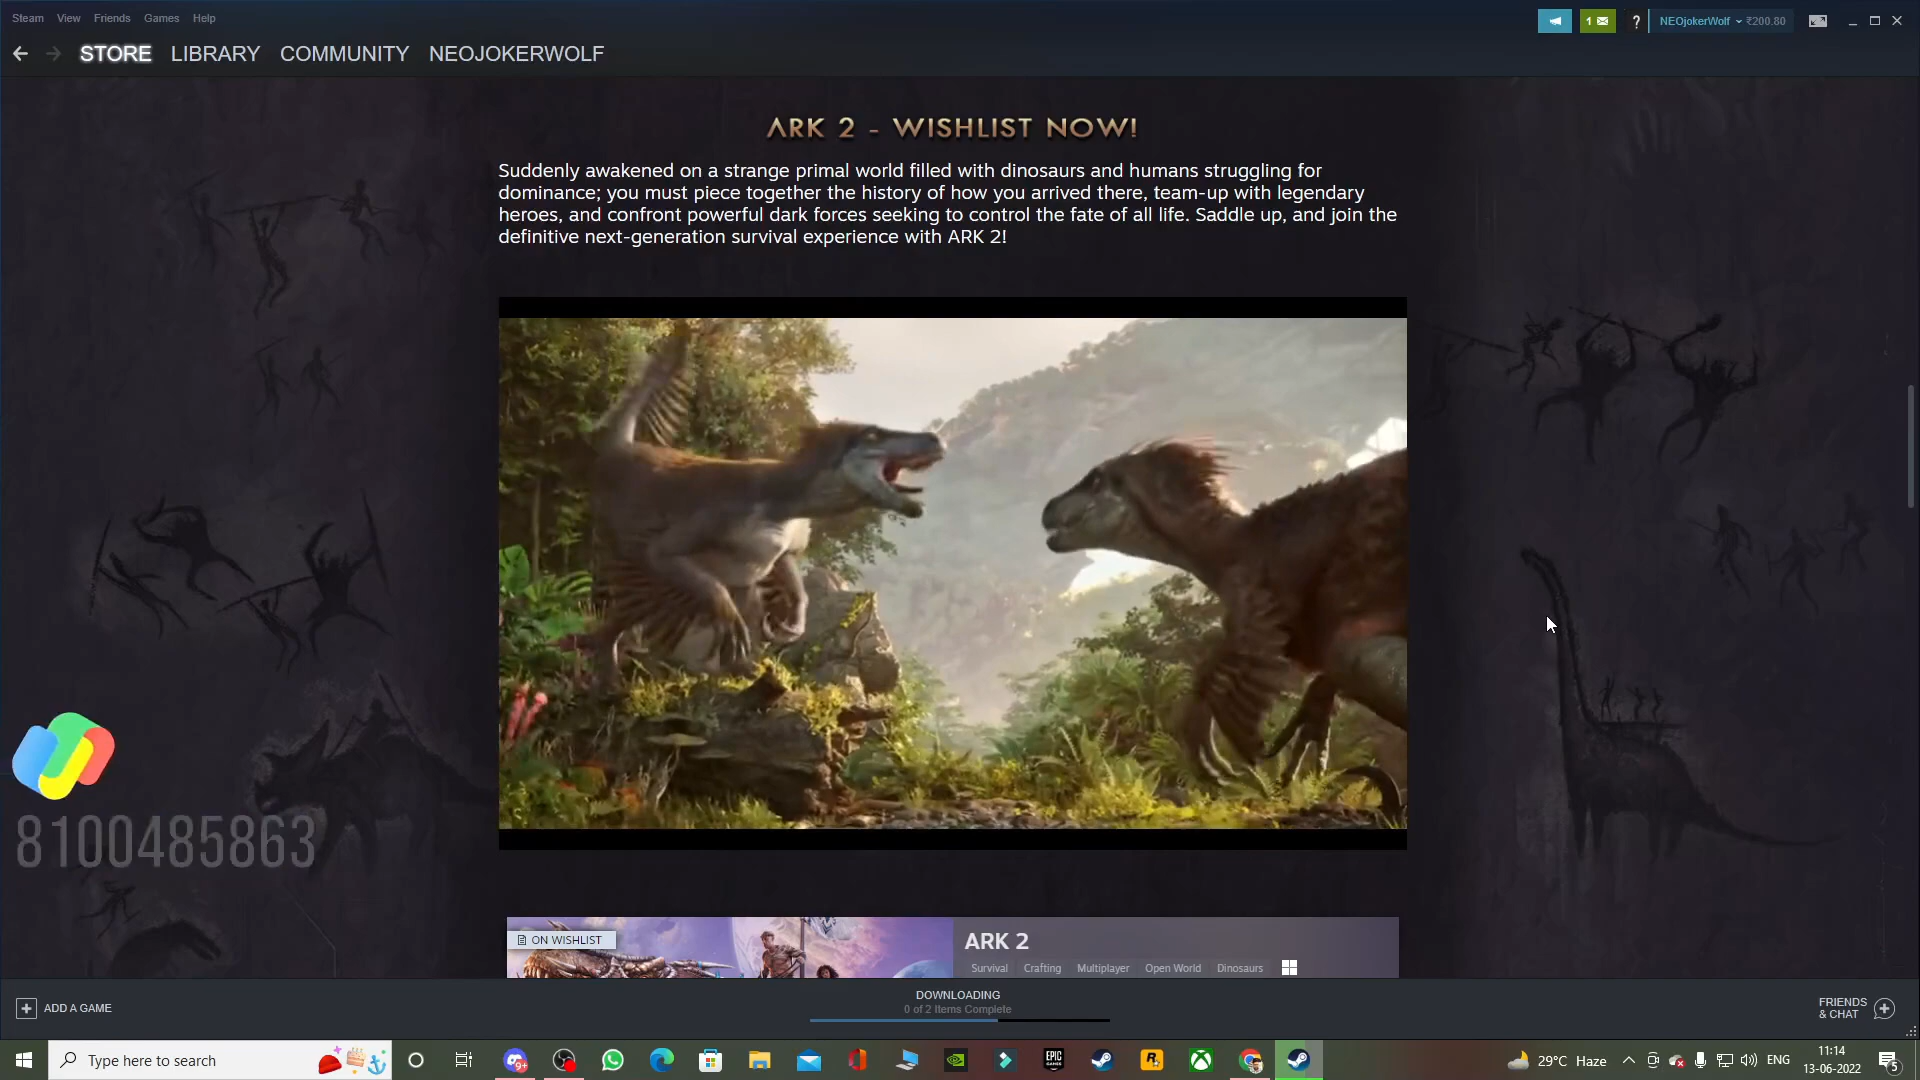 Steam View Friends Games Help
1 ? NEOjokerWolf ₹200.80
STORE LIBRARY COMMUNITY NEOJOKERWOLF
ARK 2 - WISHLIST NOW!
Suddenly awakened on a strange primal world filled with dinosaurs and humans struggling for
dominance; you must piece together the history of how you arrived there, team-up with legendary
heroes, and confront powerful dark forces seeking to control the fate of all life. Saddle up, and join the
definitive next-generation survival experience with ARK 2!
8100485863
ON WISHLIST
ARK 2
Survival Crafting Multiplayer Open World Dinosaurs
ADD A GAME
DOWNLOADING
0 of 2 Items Complete
FRIENDS
& CHAT
Type here to search
9+
EPIC
GAMES
R
29°C Haze
ENG
11:14
13-06-2022
5